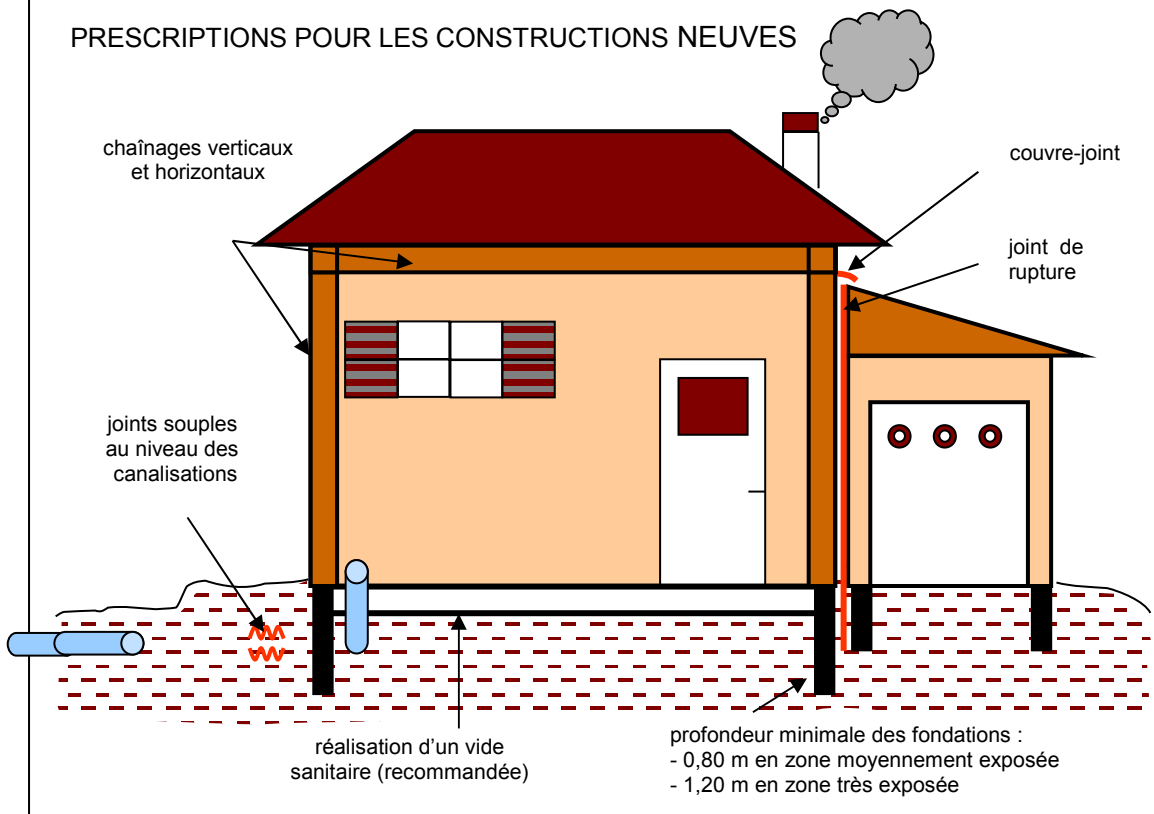 PRESCRIPTIONS POUR LES CONSTRUCTIONS NEUVES
chaînages verticaux
et horizontaux
couvre-joint
joint de
rupture
joints souples
au niveau des
canalisations
réalisation d’un vide
sanitaire (recommandée)
profondeur minimale des fondations :
- 0,80 m en zone moyennement exposée
- 1,20 m en zone très exposée